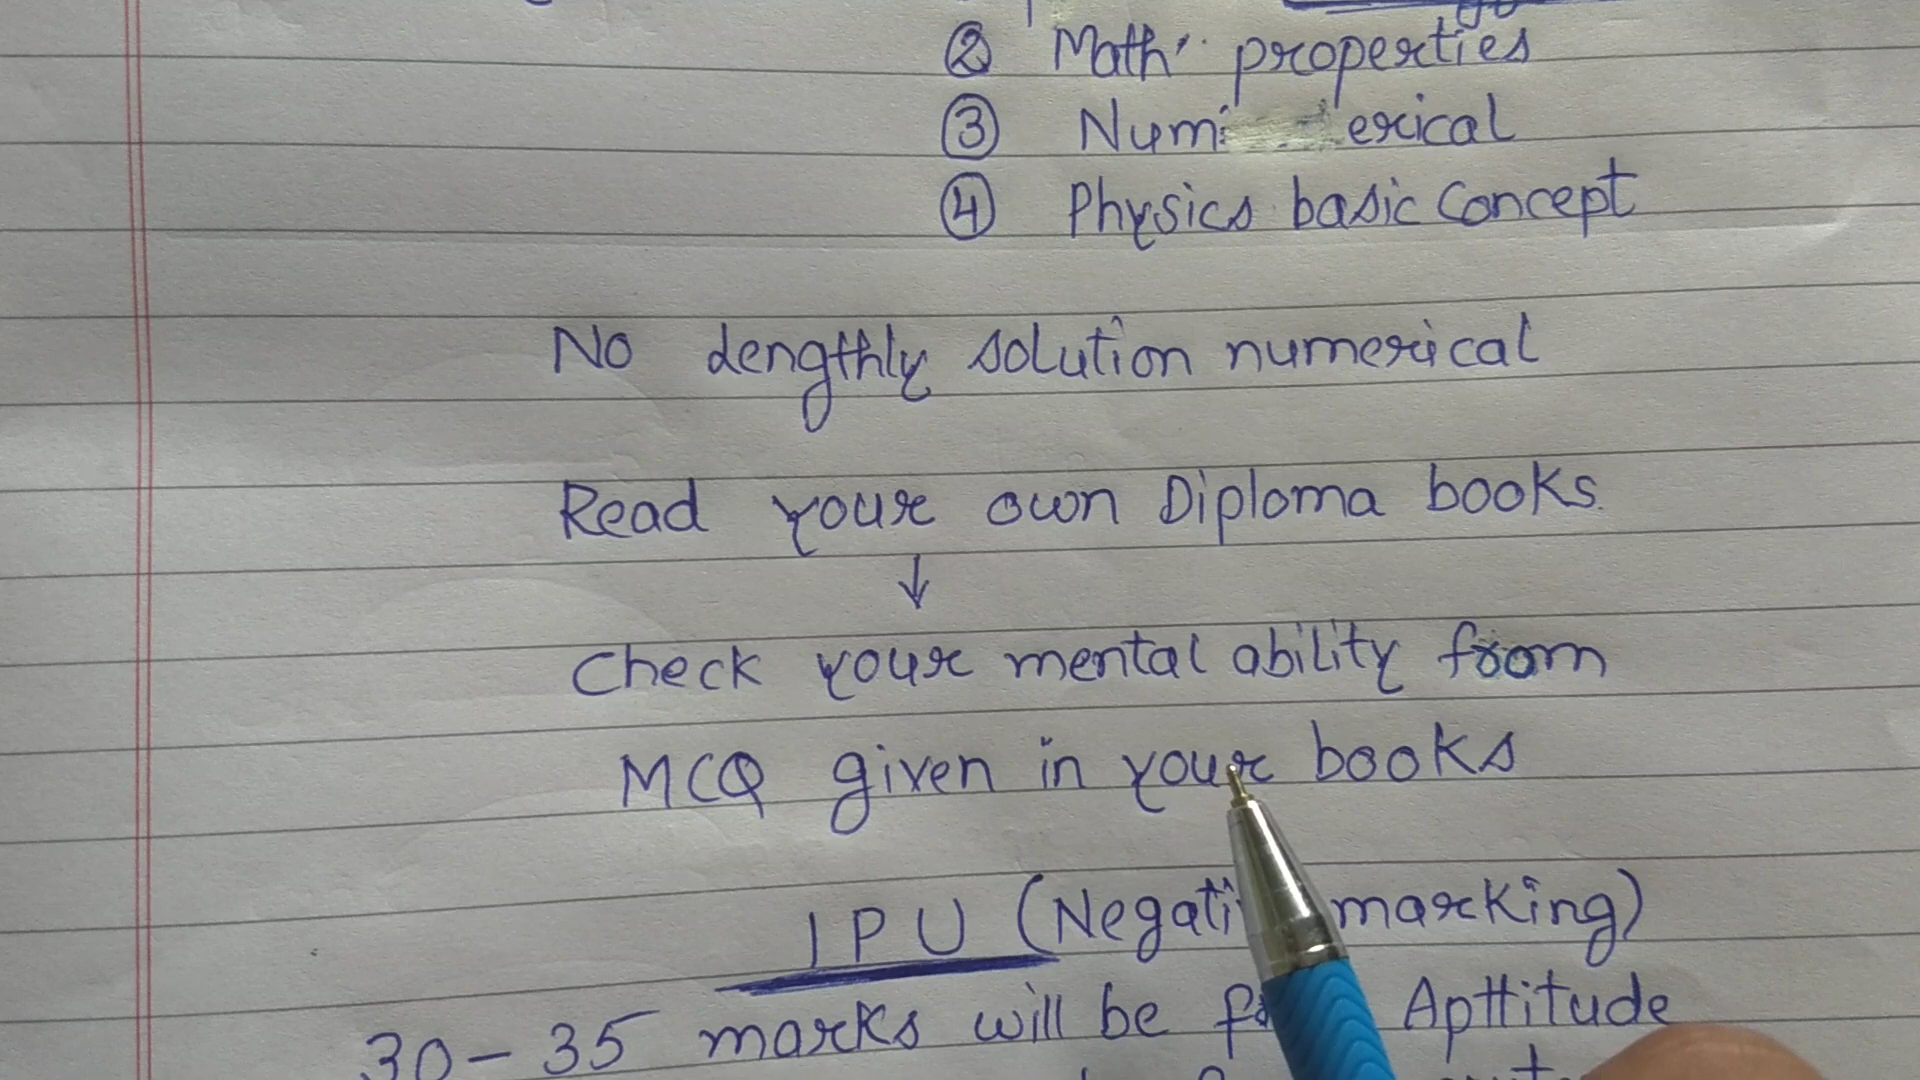 ② Math' properties
③ Num erical
④ Physics basic concept
No Lengthly solution numerical
Read your own Diploma books.
↓
Check your mental ability from
MCQ given in your books
IPU (Negati marking)
30-35 marks will be Apttitude